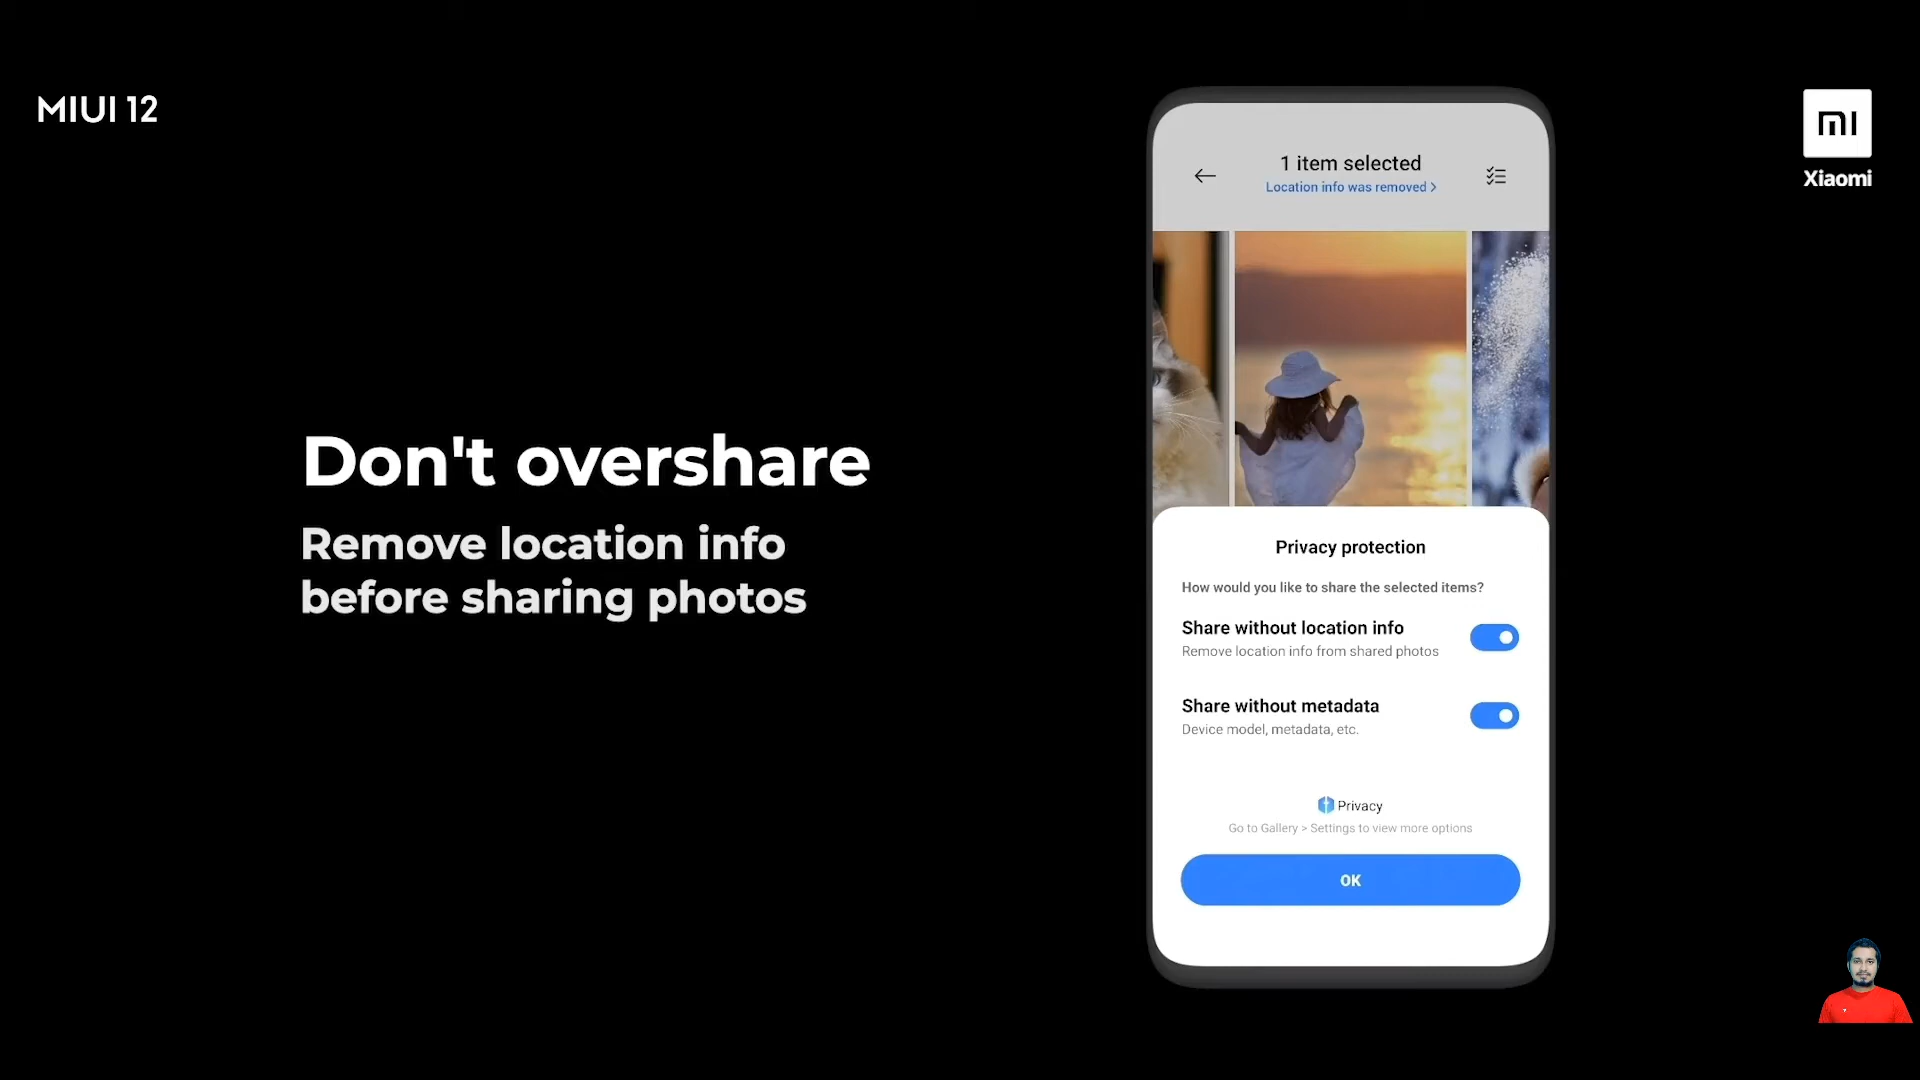 MIUI 12
mi
Xiaomi
Don't overshare
Remove location info
before sharing photos
1 item selected
Location info was removed >
Privacy protection
How would you like to share the selected items?
Share without location info
Remove location info from shared photos
Share without metadata
Device model, metadata, etc.
Privacy
Go to Gallery > Settings to view more options
OK